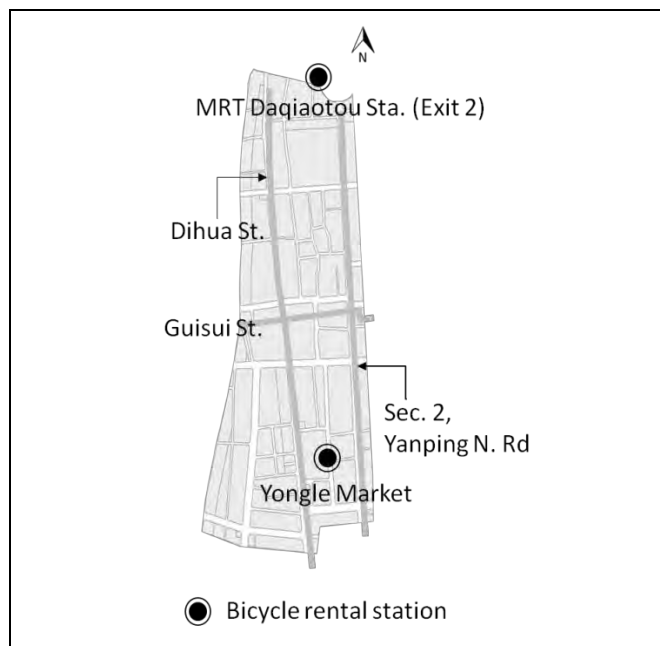 N
MRT Daqiaotou Sta. (Exit 2)
Dihua St.
Guisui St.
Sec. 2,
Yanping N. Rd
Yongle Market
Bicycle rental station